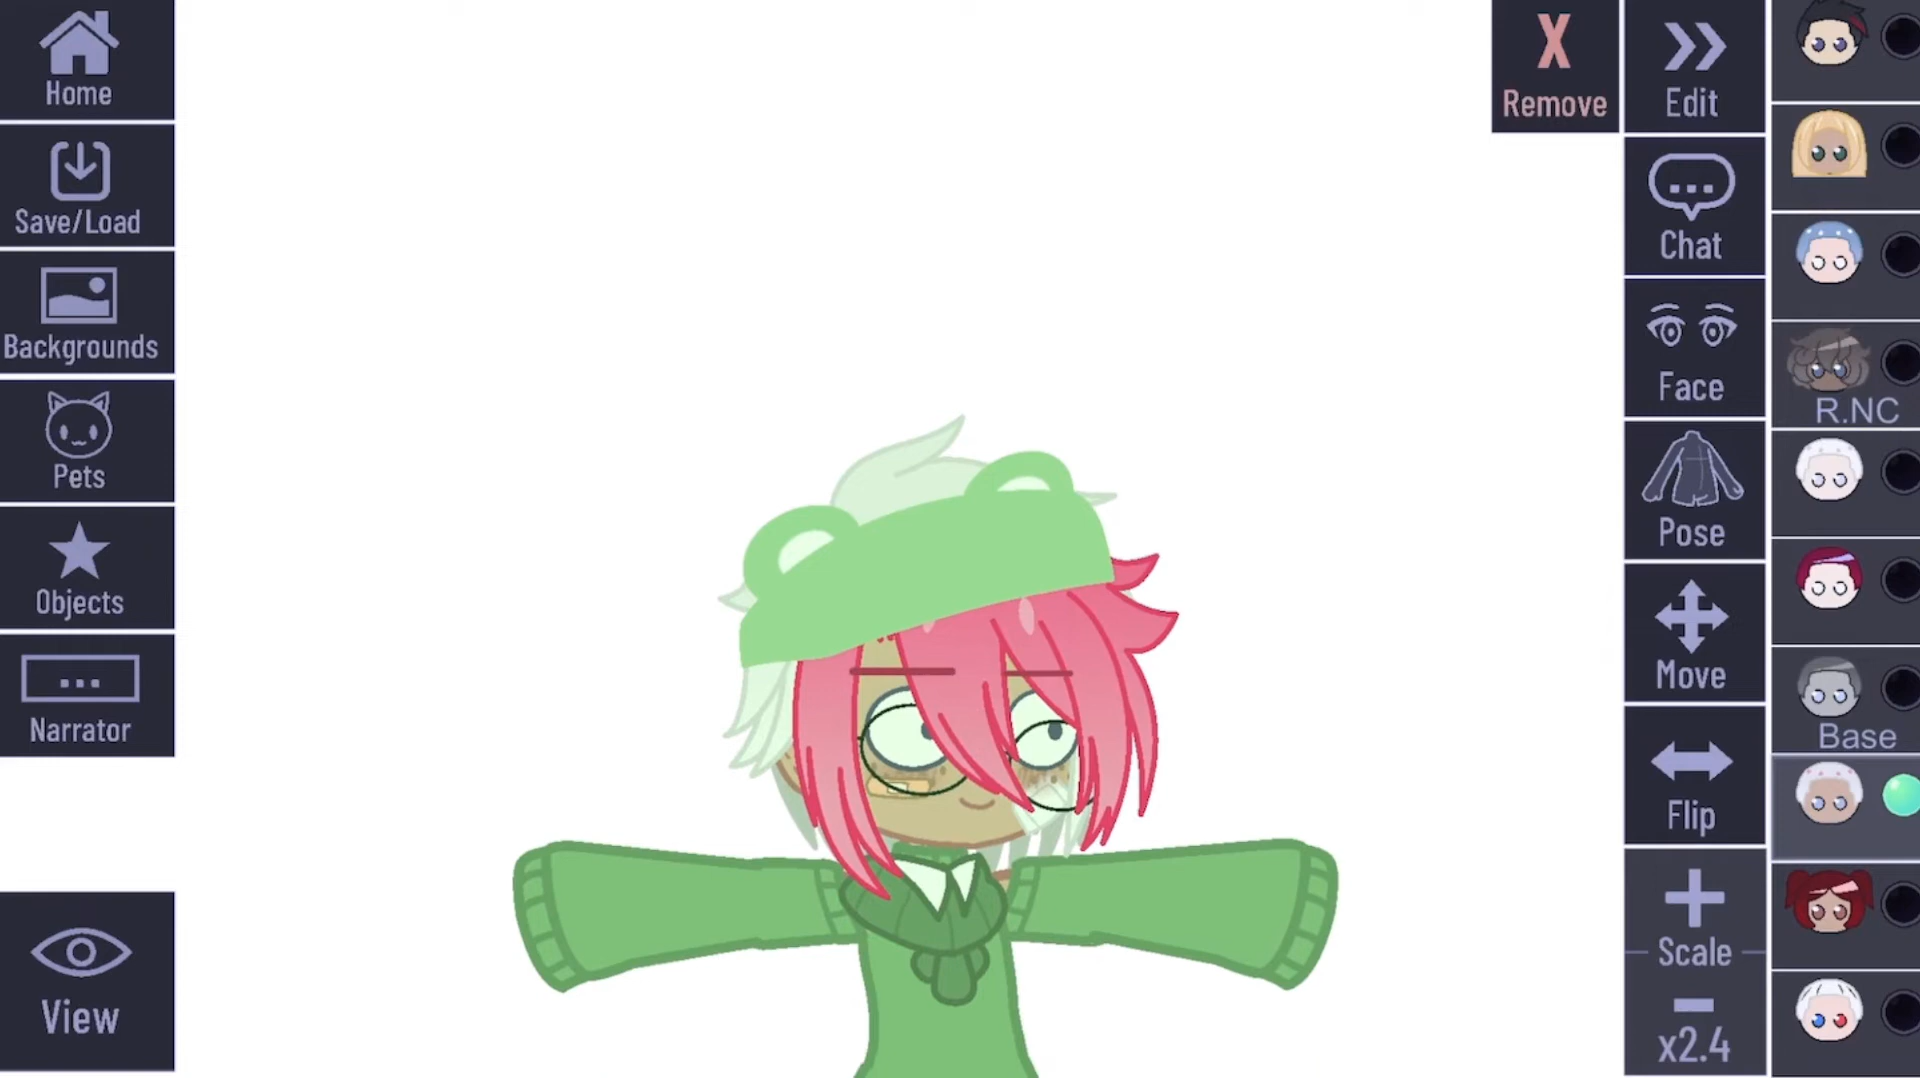 Home
Save/Load
Backgrounds
Pets
Objects
...
Narrator
View
X
Remove
Edit
...
Chat
Face
Pose
Move
Flip
Scale
x2.4
R.NC
Base